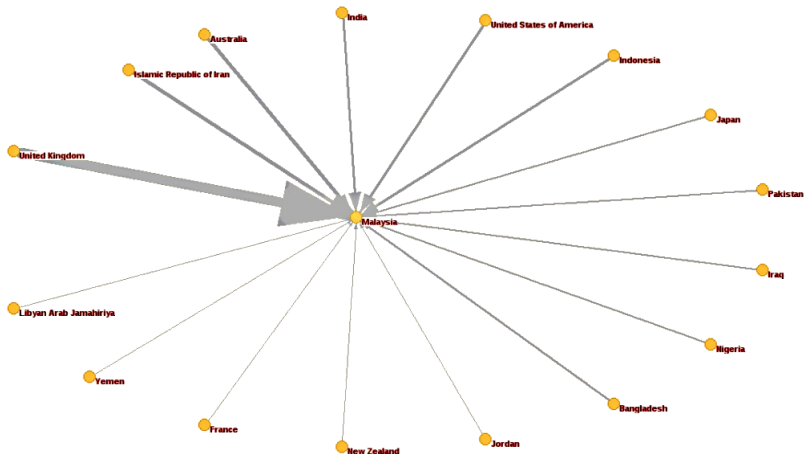 India
United States of America
Australia
Indonesia
Islamic Republic of Iran
Japan
United Kingdom
Pakistan
Malaysia
Iraq
Libyan Arab Jamahiriya
Nigeria
Yemen
Bangladesh
France
Jordan
New Zealand